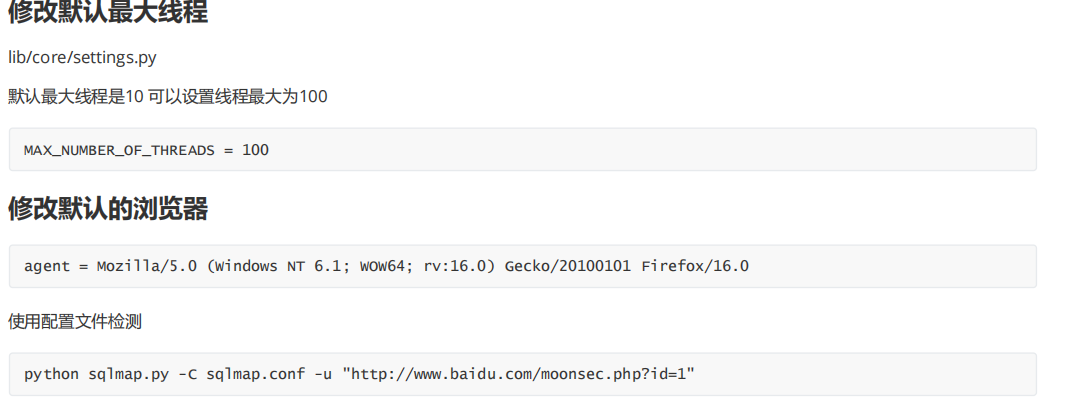 修改默认最大线程
lib/core/settings.py
默认最大线程是10 可以设置线程最大为100
MAX_NUMBER_OF_THREADS = 100
修改默认的浏览器
agent = Mozilla/5.0 (Windows NT 6.1; WOW64; rv:16.0) Gecko/20100101 Firefox/16.0
使用配置文件检测
python sqlmap.py -C sqlmap.conf -u "http://www.baidu.com/moonsec.php?id=1"